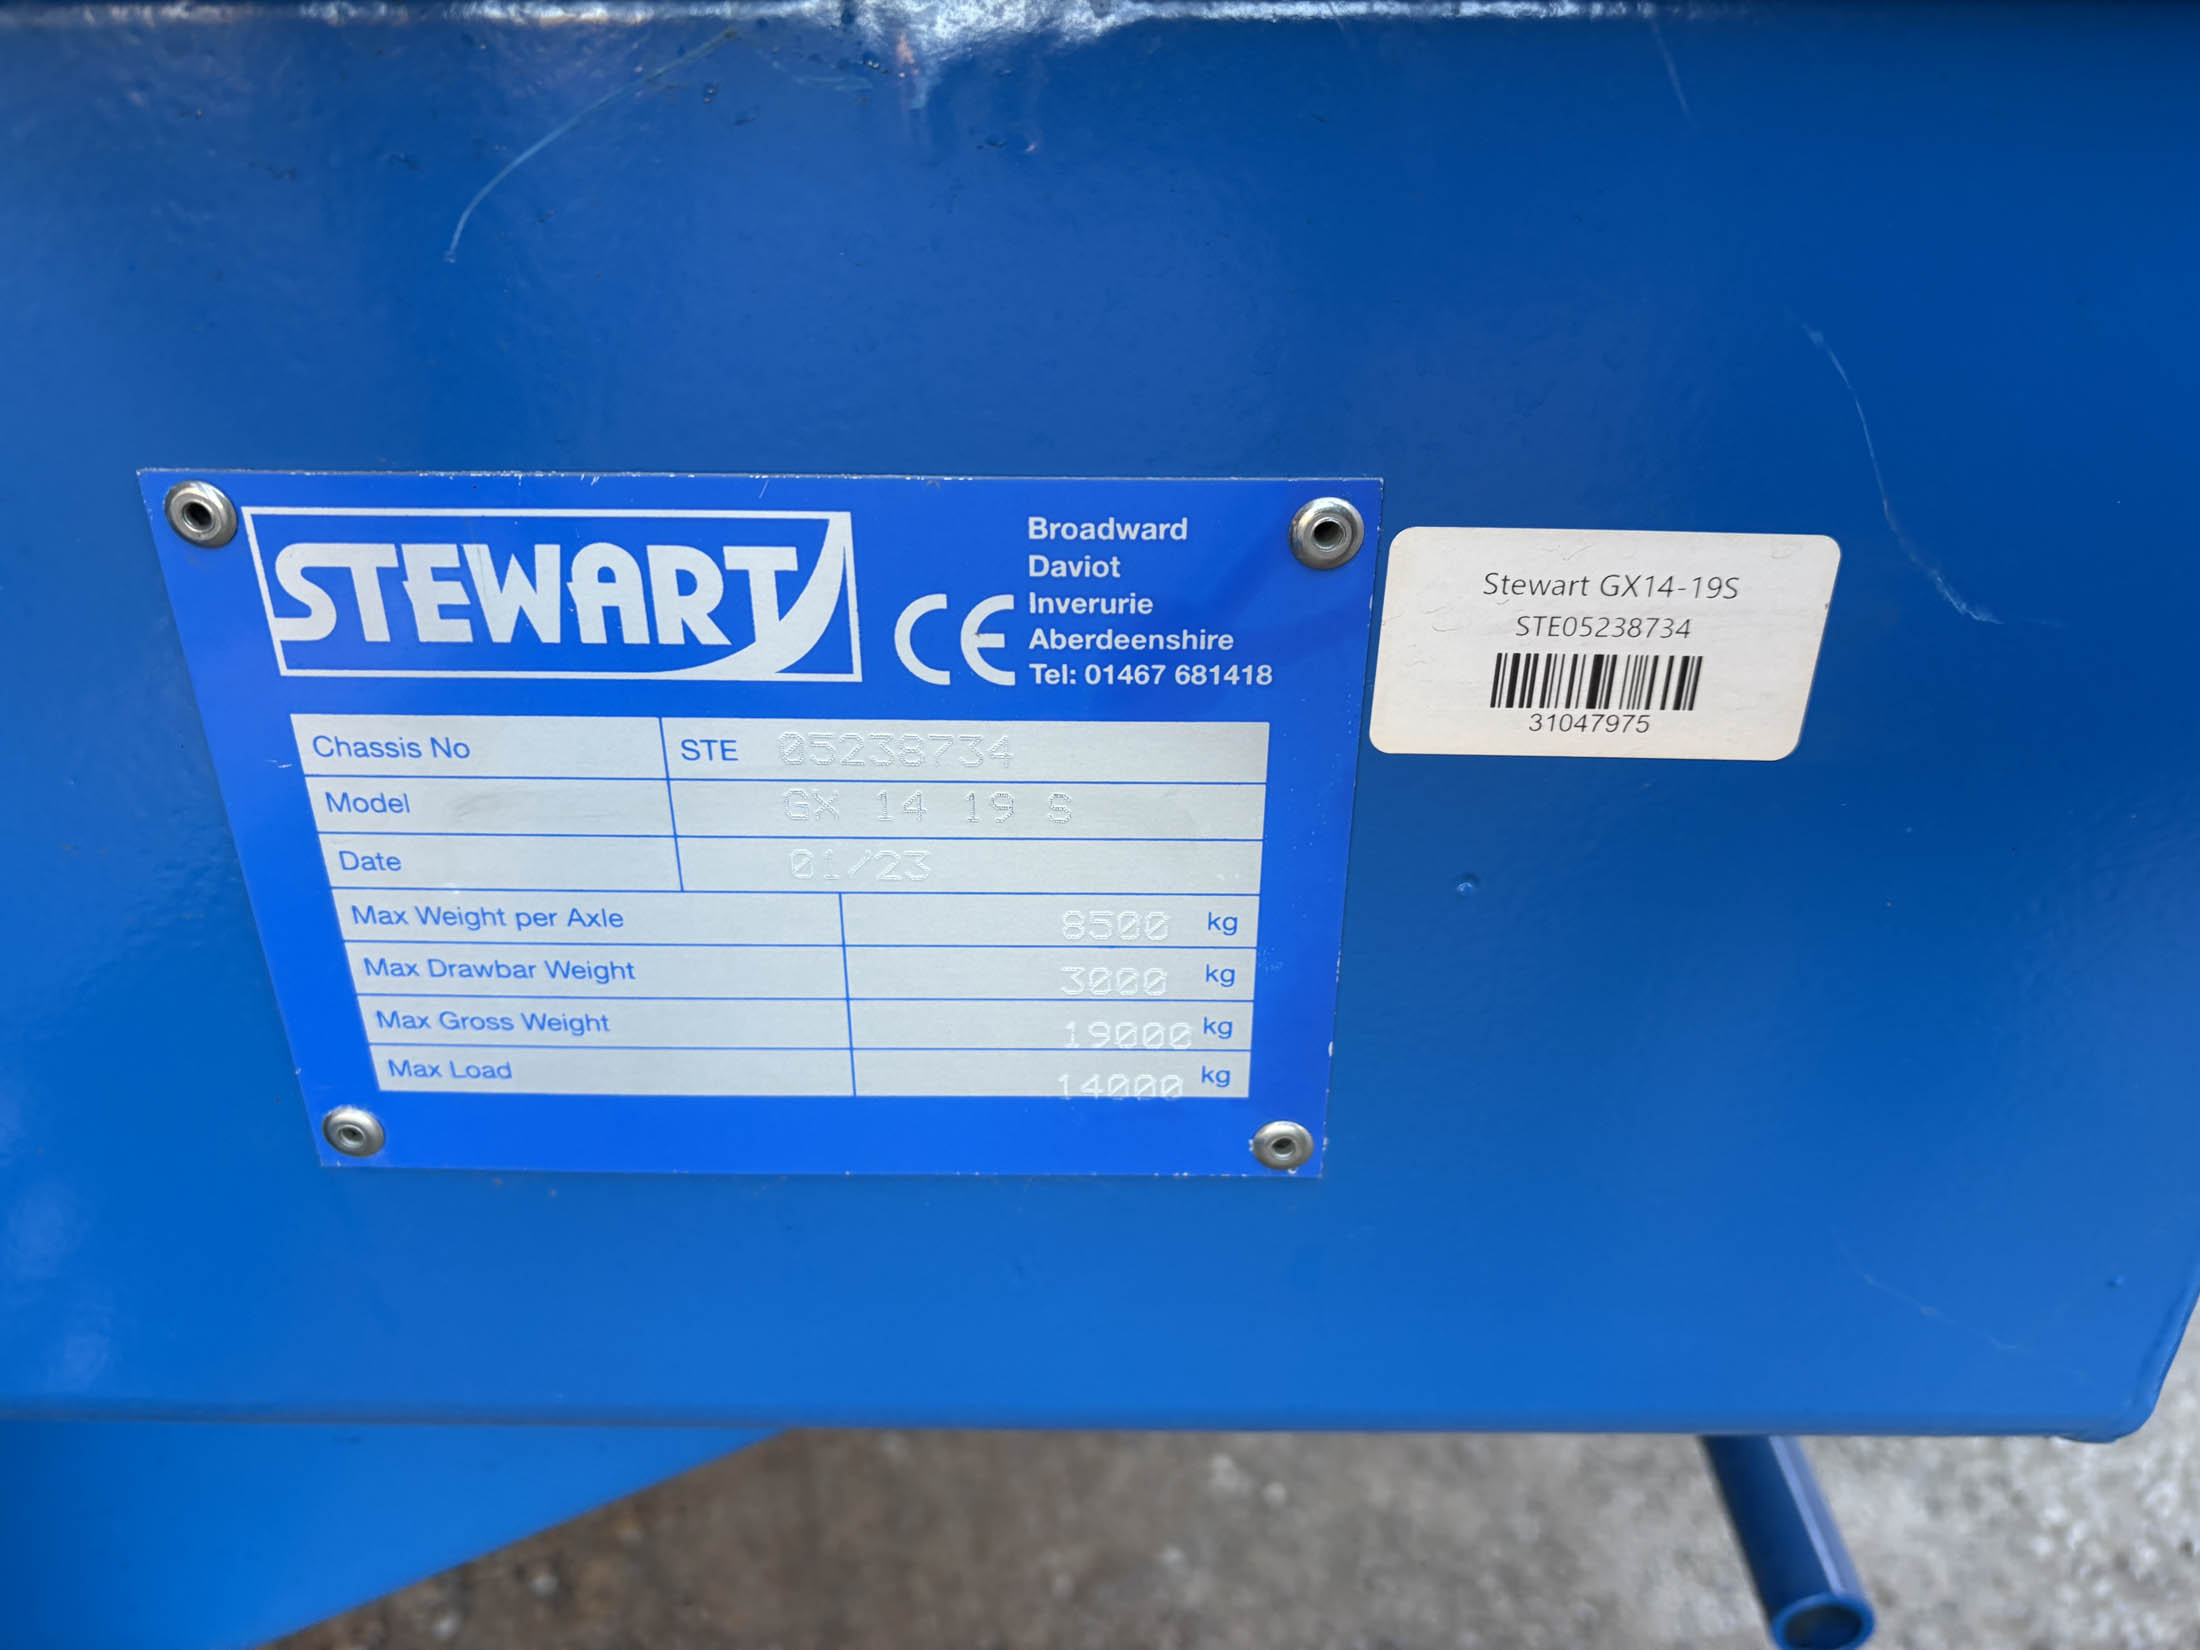 STEWART
CE
Broadward
Daviot
Inverurie
Aberdeenshire
Tel: 01467 681418
Chassis No STE 05238734
Model GX 14 19 S
Date 01/23
Max Weight per Axle 8500 kg
Max Drawbar Weight 3000 kg
Max Gross Weight 19000 kg
Max Load 14000 kg
Stewart GX14-19S
STE05238734
31047975